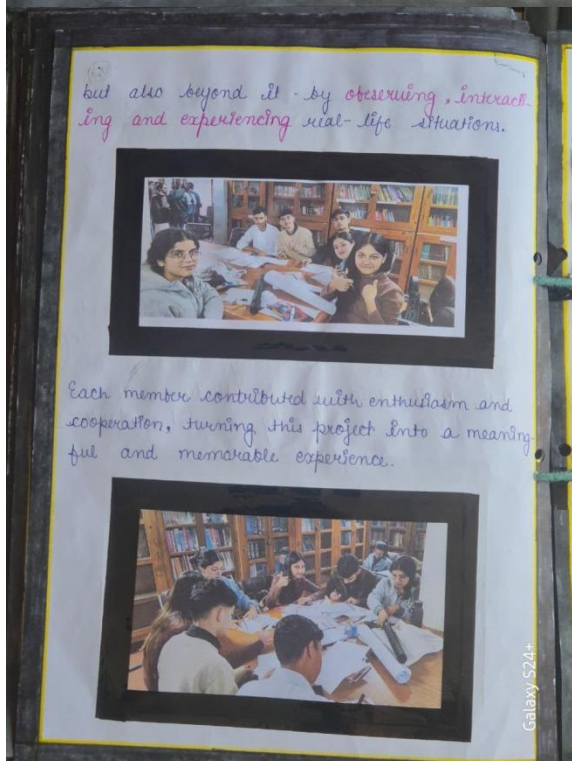 but also beyond it - by observing, interact-
ing and experiencing real-life situations.
Each member contributed with enthusiasm and
cooperation, turning this project into a meaning-
ful and memorable experience.
Galaxy S24+